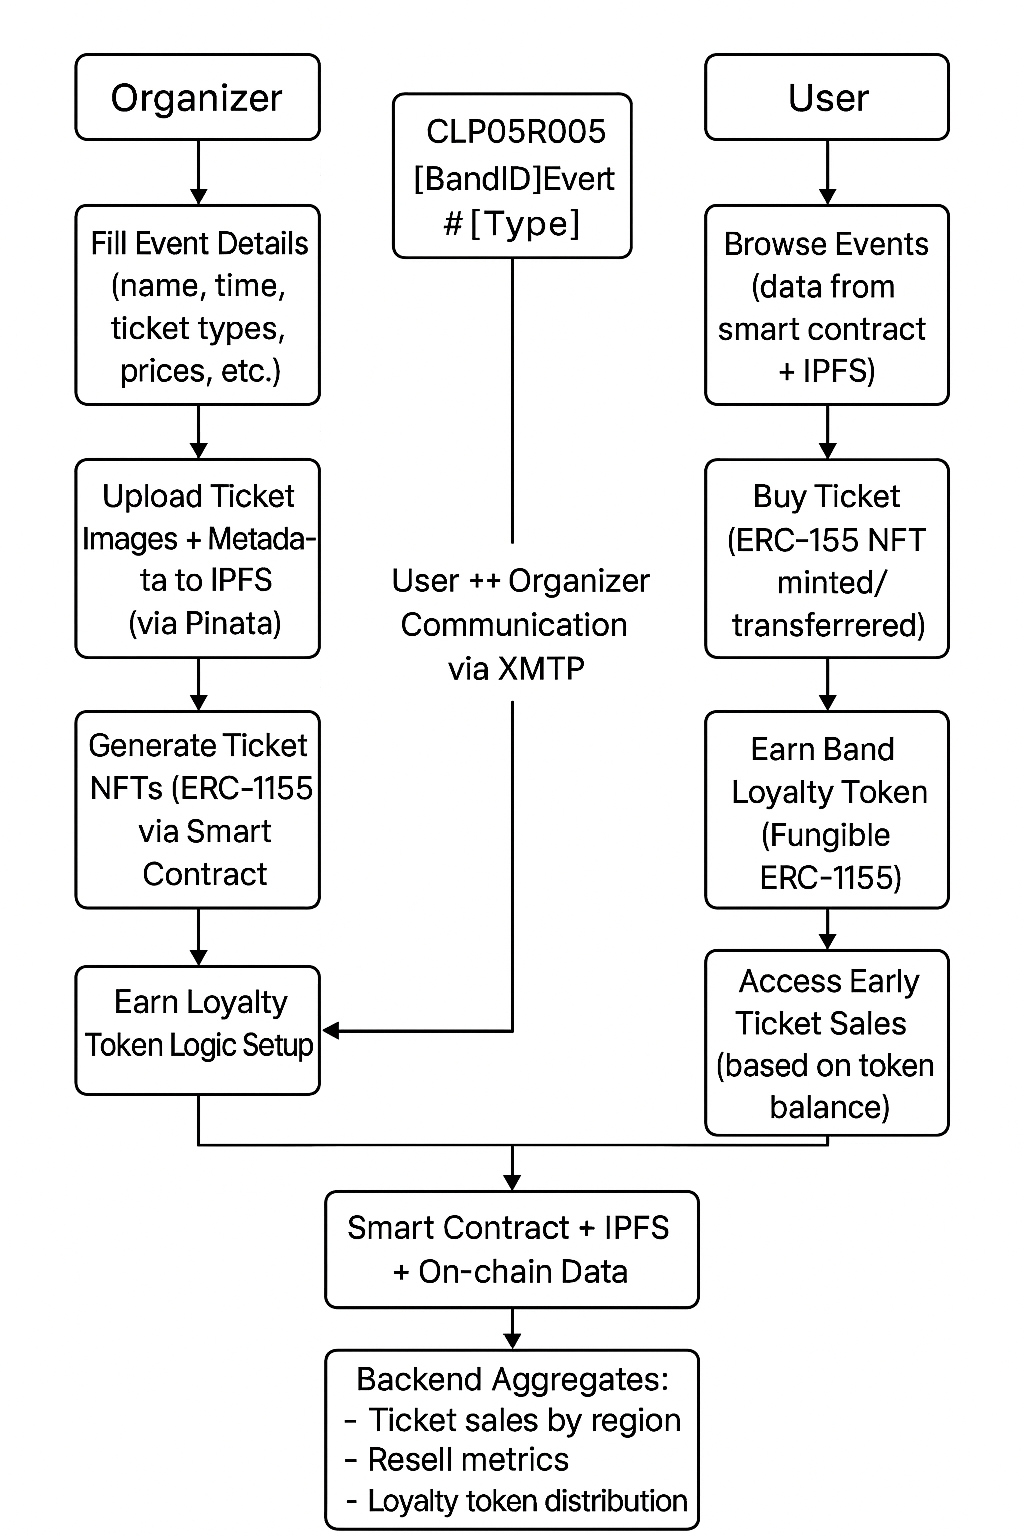 Organizer
Fill Event Details
(name, time,
ticket types,
prices, etc.)
Upload Ticket
Images + Metada-
ta to IPFS
(via Pinata)
Generate Ticket
NFTs (ERC-1155
via Smart
Contract
Earn Loyalty
Token Logic Setup
CLP05R005
[BandID]Evert
#[Type]
User ++ Organizer
Communication
via XMTP
User
Browse Events
(data from
smart contract
+ IPFS)
Buy Ticket
(ERC-155 NFT
minted/
transferrered)
Earn Band
Loyalty Token
(Fungible
ERC-1155)
Access Early
Ticket Sales
(based on token
balance)
Smart Contract + IPFS
+ On-chain Data
Backend Aggregates:
- Ticket sales by region
- Resell metrics
- Loyalty token distribution